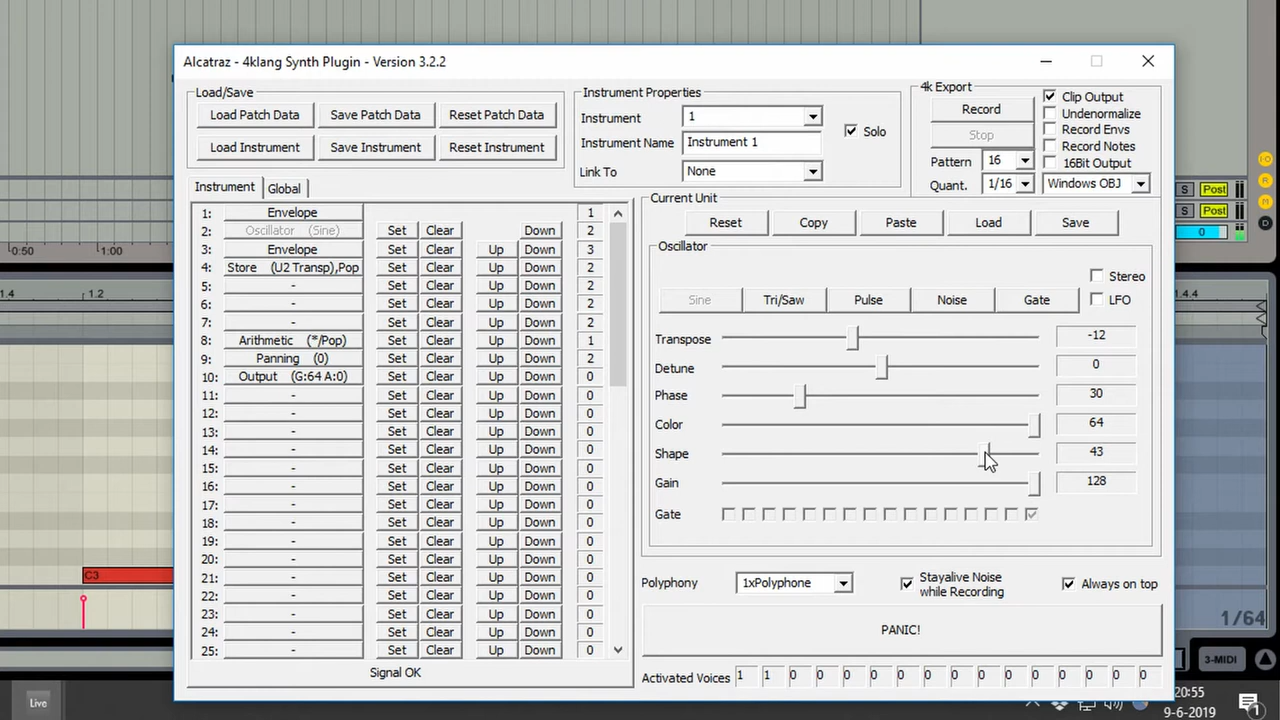 Alcatraz - 4klang Synth Plugin - Version 3.2.2
Load/Save
Load Patch Data Save Patch Data Reset Patch Data
Load Instrument Save Instrument Reset Instrument
Instrument Properties
Instrument 1
Instrument Name Instrument 1
Link To None
Solo
4k Export
Record
Stop
Pattern 16
Quant. 1/16
Clip Output
Undenormalize
Record Envs
Record Notes
16Bit Output
Windows OBJ
Instrument Global
1: Envelope 1
2: Oscillator (Sine) Set Clear Down 2
3: Envelope Set Clear Up Down 3
4: Store (U2 Transp),Pop Set Clear Up Down 2
5: - Set Clear Up Down 2
6: - Set Clear Up Down 2
7: - Set Clear Up Down 2
8: Arithmetic (*/Pop) Set Clear Up Down 1
9: Panning (0) Set Clear Up Down 2
10: Output (G:64 A:0) Set Clear Up Down 0
11: - Set Clear Up Down 0
12: - Set Clear Up Down 0
13: - Set Clear Up Down 0
14: - Set Clear Up Down 0
15: - Set Clear Up Down 0
16: - Set Clear Up Down 0
17: - Set Clear Up Down 0
18: - Set Clear Up Down 0
19: - Set Clear Up Down 0
20: - Set Clear Up Down 0
21: - Set Clear Up Down 0
22: - Set Clear Up Down 0
23: - Set Clear Up Down 0
24: - Set Clear Up Down 0
25: - Set Clear Up Down 0
Signal OK
Current Unit
Reset Copy Paste Load Save
Oscillator
Stereo
Sine Tri/Saw Pulse Noise Gate LFO
Transpose -12
Detune 0
Phase 30
Color 64
Shape 43
Gain 128
Gate
Polyphony 1xPolyphone
Stayalive Noise
while Recording
Always on top
PANIC!
Activated Voices 1 1 0 0 0 0 0 0 0 0 0 0 0 0 0 0
S Post
S Post
0
-0:50 -1:00
1.4 1.2
1.4.4
C3
1/64
3-MIDI
Live
20:55
9-6-2019
1